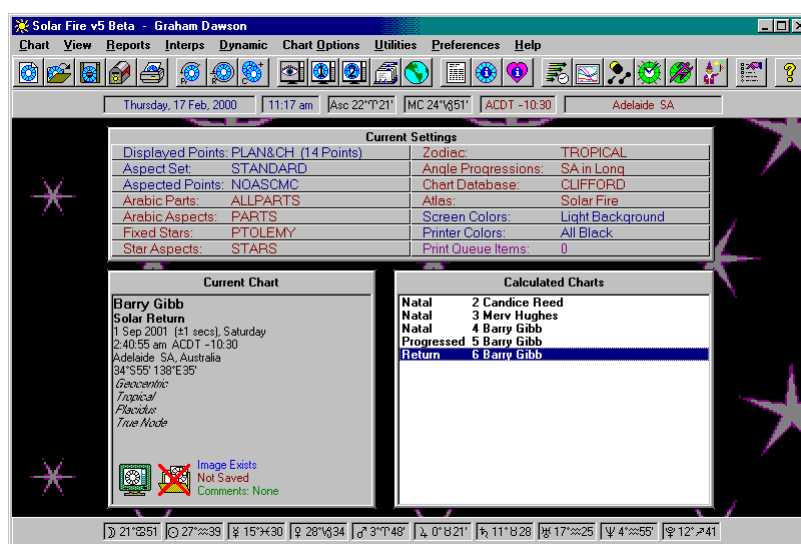 Solar Fire v5 Beta - Graham Dawson
Chart View Reports Interps Dynamic Chart Options Utilities Preferences Help
Thursday, 17 Feb, 2000 11:17 am Asc 22°♈21' MC 24°♑51' ACDT -10:30 Adelaide SA
Current Settings
Displayed Points: PLAN&CH (14 Points) Zodiac: TROPICAL
Aspect Set: STANDARD Angle Progressions: SA in Long
Aspected Points: NOASCMC Chart Database: CLIFFORD
Arabic Parts: ALLPARTS Atlas: Solar Fire
Arabic Aspects: PARTS Screen Colors: Light Background
Fixed Stars: PTOLEMY Printer Colors: All Black
Star Aspects: STARS Print Queue Items: 0
Current Chart
Barry Gibb
Solar Return
1 Sep 2001 (±1 secs), Saturday
2:40:55 am ACDT -10:30
Adelaide SA, Australia
34°S55' 138°E35'
Geocentric
Tropical
Placidus
True Node
Image Exists
Not Saved
Comments: None
Calculated Charts
Natal 2 Candice Reed
Natal 3 Merv Hughes
Natal 4 Barry Gibb
Progressed 5 Barry Gibb
Return 6 Barry Gibb
☽ 21°♋51 ☉ 27°♒39 ☿ 15°♓30 ♀ 28°♑34 ♂ 3°♈48' ♃ 0°♉21' ♄ 11°♉28 ♅ 17°♒25 ♆ 4°♒55' ♇ 12°♐41